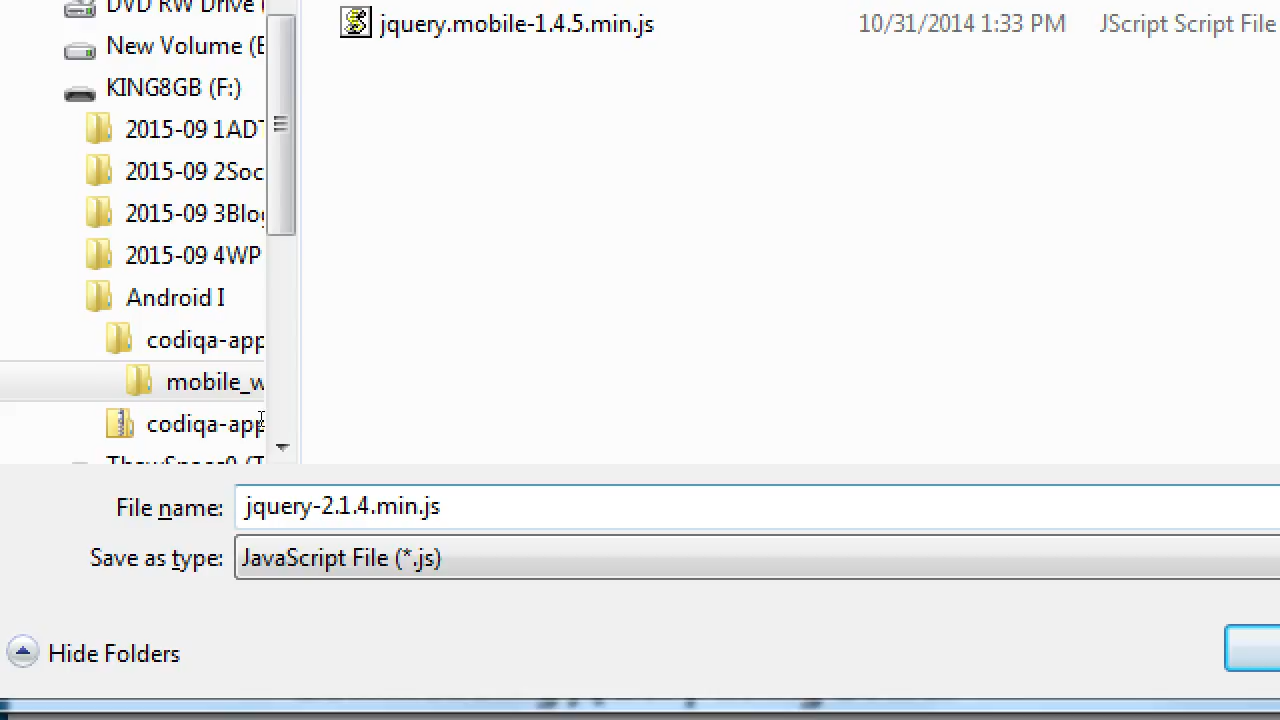 DVD RW Drive (
jquery.mobile-1.4.5.min.js 10/31/2014 1:33 PM JScript Script File
New Volume (E
KING8GB (F:)
2015-09 1ADT
2015-09 2Soc
2015-09 3Blog
2015-09 4WP
Android I
codiqa-app
mobile_w
codiqa-app
File name: jquery-2.1.4.min.js
Save as type: JavaScript File (*.js)
Hide Folders